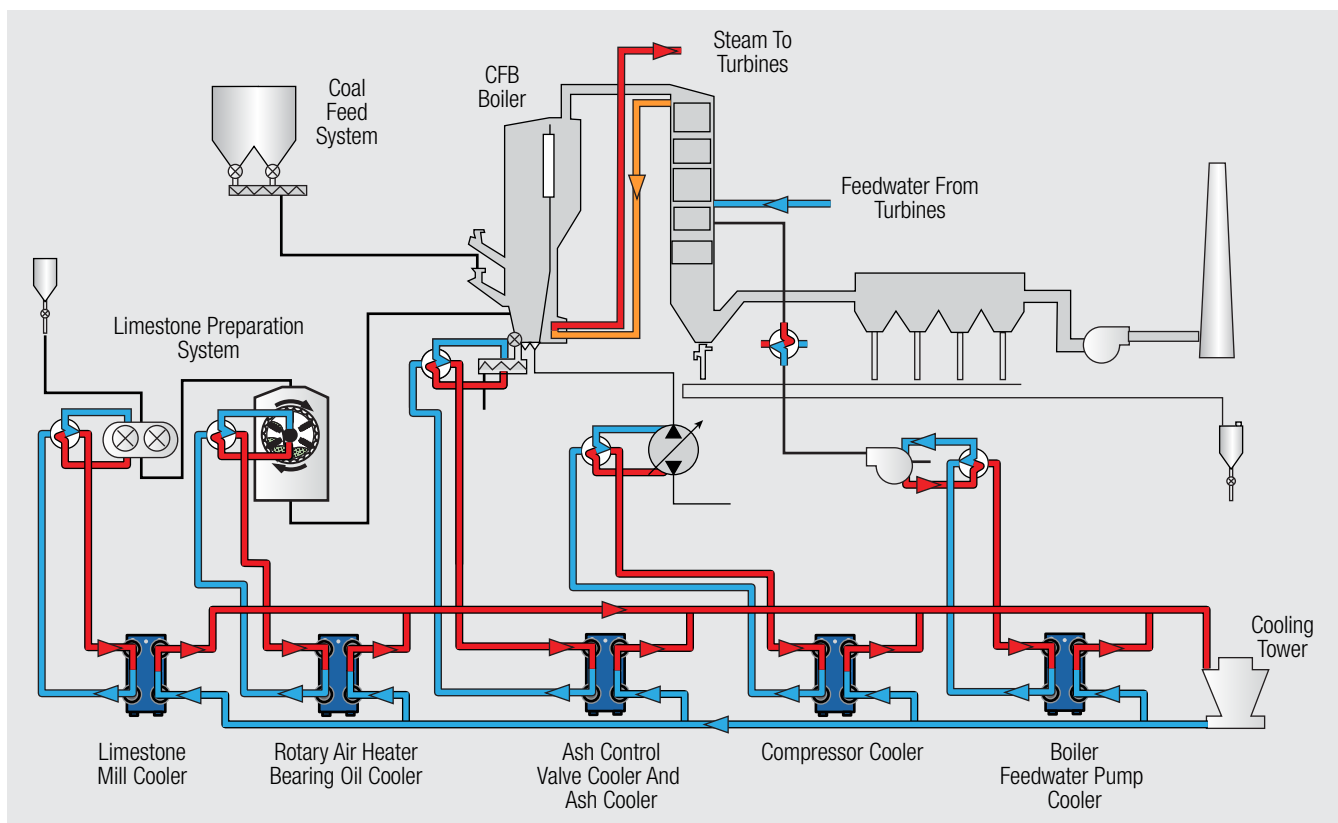 Steam To
Turbines
CFB
Boiler
Coal
Feed
System
Feedwater From
Turbines
Limestone Preparation
System
Cooling
Tower
Limestone
Mill Cooler
Rotary Air Heater
Bearing Oil Cooler
Ash Control
Valve Cooler And
Ash Cooler
Compressor Cooler
Boiler
Feedwater Pump
Cooler